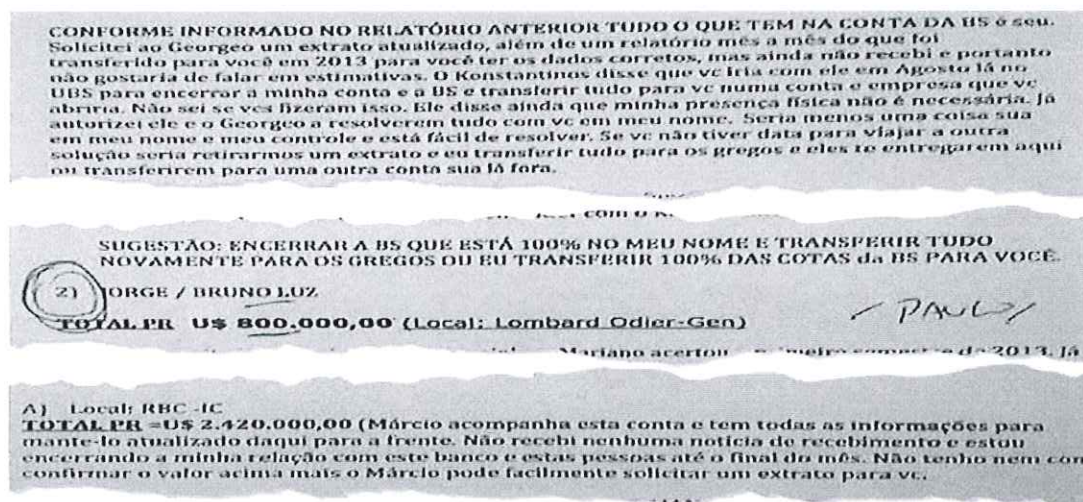 CONFORME INFORMADO NO RELATÓRIO ANTERIOR TUDO O QUE TEM NA CONTA DA BS é seu.
Solicitei ao Georgeo um extrato atualizado, além de um relatório mês a mês do que foi
transferido para você em 2013 para você ter os dados corretos, mas ainda não recebi e portanto
não gostaria de falar em estimativas. O Konstantinos disse que vc iria com ele em Agosto lá no
UBS para encerrar a minha conta e a BS e transferir tudo para vc numa conta e empresa que vc
abriria. Não sei se vcs fizeram isso. Ele disse ainda que minha presença física não é necessária. Já
autorizei ele e o Georgeo a resolverem tudo com vc em meu nome. Seria menos uma coisa sua
em meu nome e meu controle e está fácil de resolver. Se vc não tiver data para viajar a outra
solução seria retirarmos um extrato e eu transferir tudo para os gregos e eles te entregarem aqui
ou transferirem para uma outra conta sua lá fora.
com o
SUGESTÃO: ENCERRAR A BS QUE ESTÁ 100% NO MEU NOME E TRANSFERIR TUDO
NOVAMENTE PARA OS GREGOS OU EU TRANSFERIR 100% DAS COTAS da BS PARA VOCÊ.
2) JORGE / BRUNO LUZ
TOTAL PR U$ 800.000,00 (Local: Lombard Odier-Gen) / PAULO /
Mariano acertou semestre de 2013. Já
A) Local: RBC -IC
TOTAL PR =U$ 2.420.000,00 (Márcio acompanha esta conta e tem todas as informações para
mante-lo atualizado daqui para a frente. Não recebi nenhuma noticia de recebimento e estou
encerrando a minha relação com este banco e estas pessoas até o final do mês. Não tenho nem com
confirmar o valor acima mais o Márcio pode facilmente solicitar um extrato para vc.